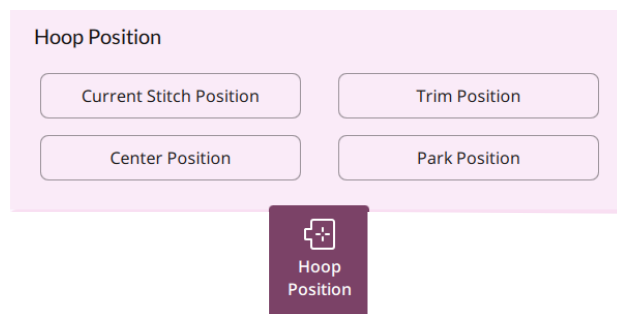 Hoop Position
Current Stitch Position
Trim Position
Center Position
Park Position
Hoop
Position